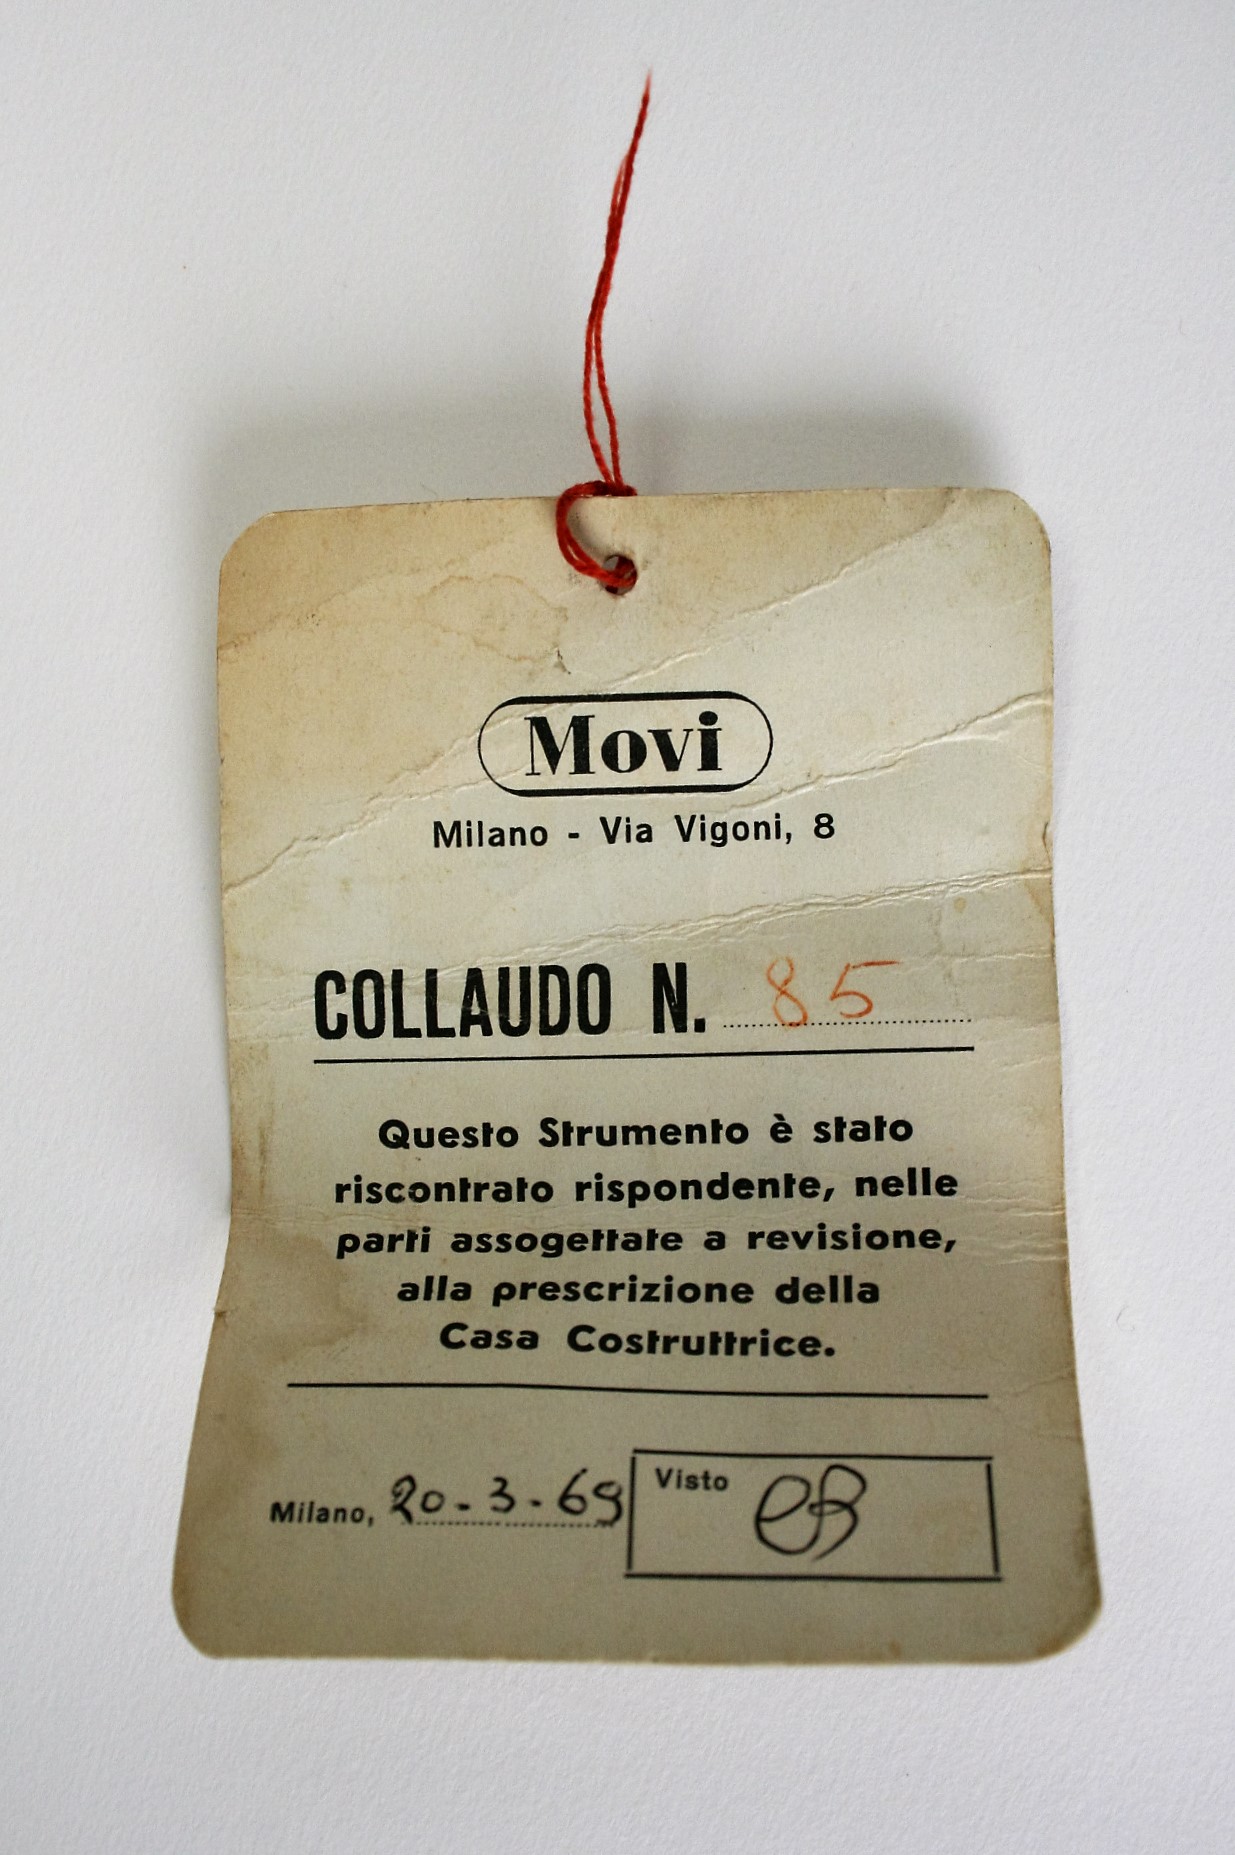 Movi
Milano - Via Vigoni, 8
COLLAUDO N. 85
Questo Strumento è stato
riscontrato rispondente, nelle
parti assogettate a revisione,
alla prescrizione della
Casa Costruttrice.
Milano, 20-3-69 Visto